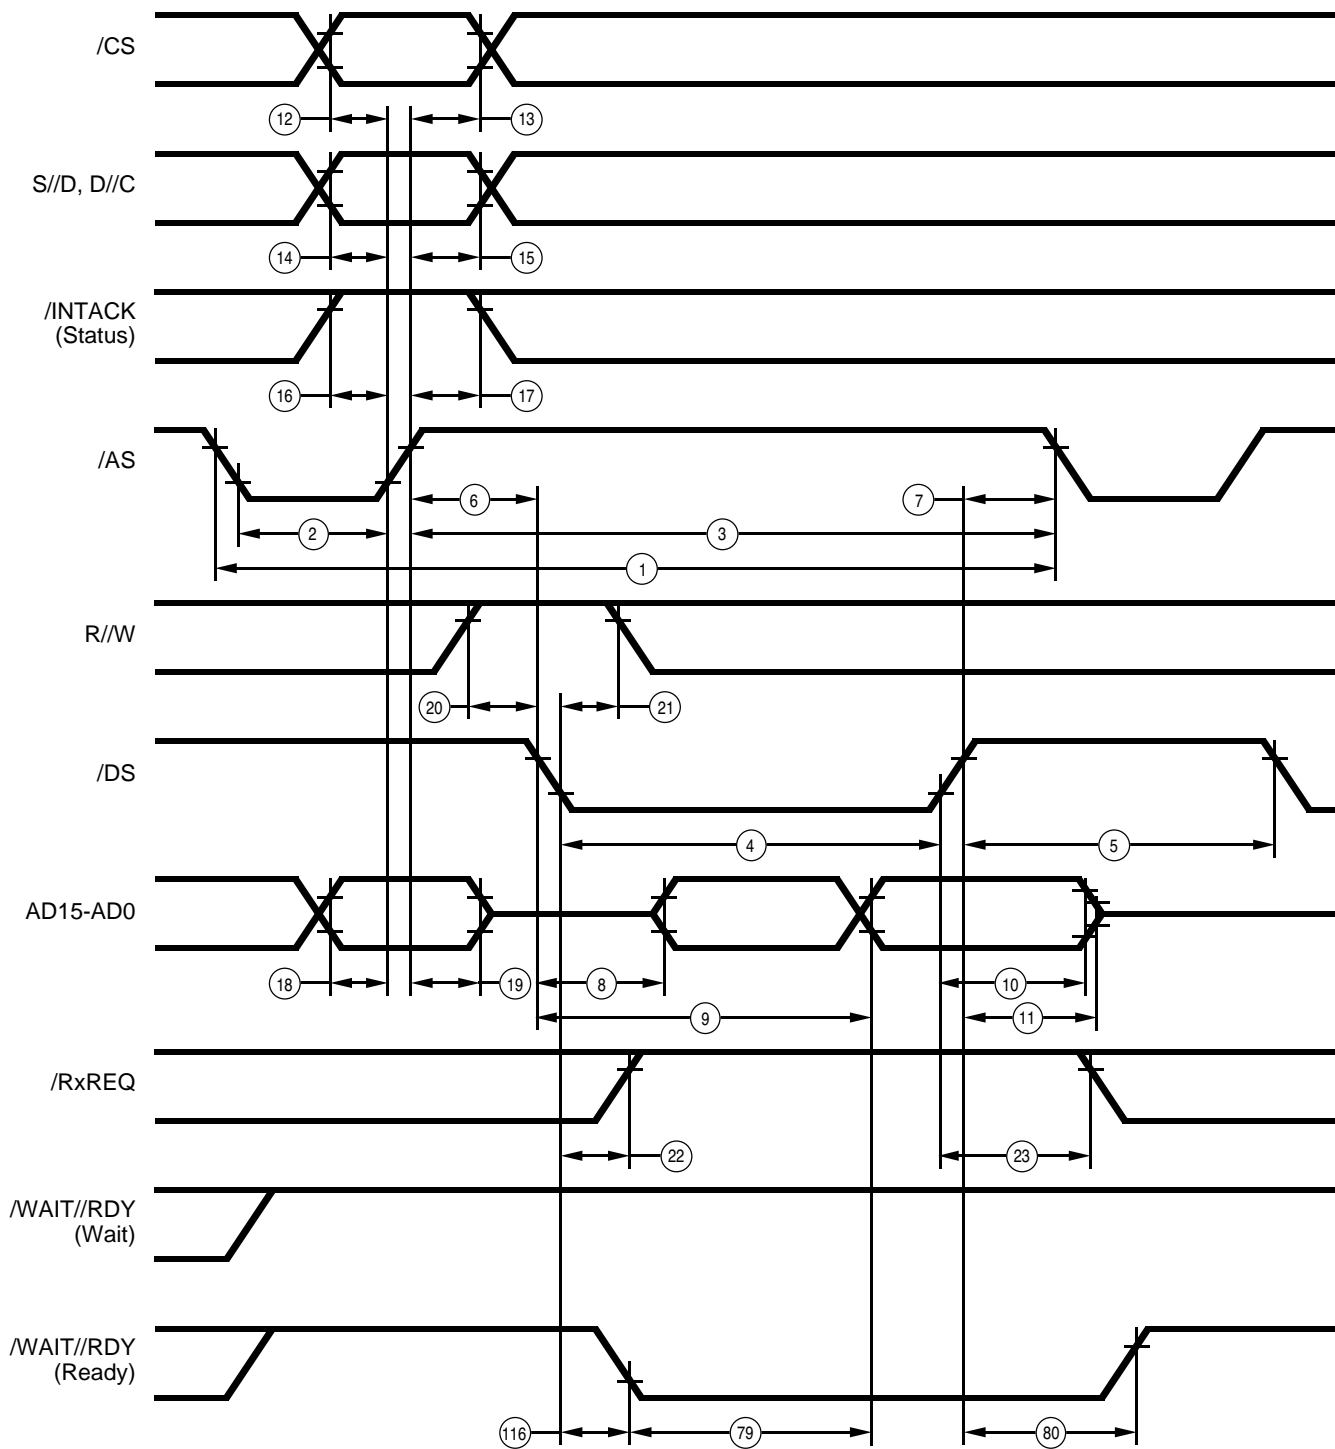 /CS
12
13
S//D, D//C
14
15
/INTACK
(Status)
16
17
/AS
6
7
2
3
1
R//W
20
21
/DS
4
5
AD15-AD0
18
19
8
10
9
11
/RxREQ
22
23
/WAIT//RDY
(Wait)
/WAIT//RDY
(Ready)
116
79
80